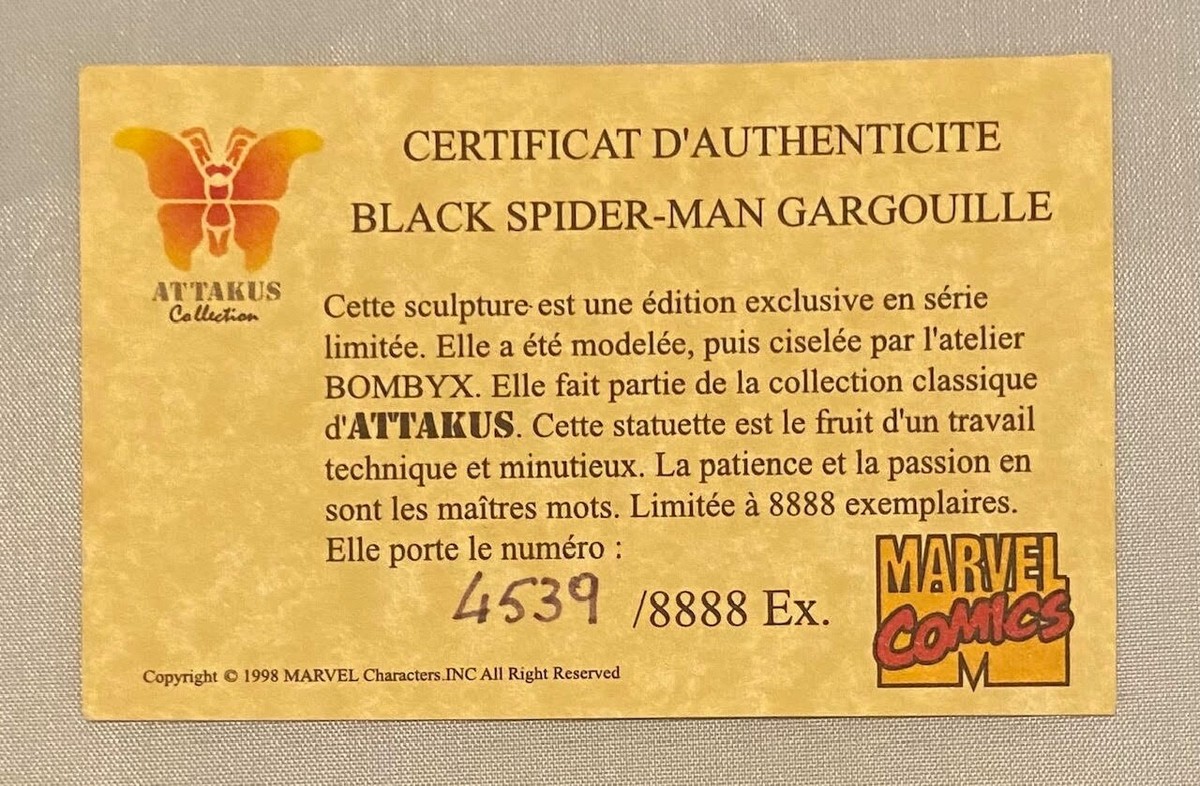 CERTIFICAT D'AUTHENTICITE
BLACK SPIDER-MAN GARGOUILLE
ATTAKUS
Collection
Cette sculpture est une édition exclusive en série
limitée. Elle a été modelée, puis ciselée par l'atelier
BOMBYX. Elle fait partie de la collection classique
d'ATTAKUS. Cette statuette est le fruit d'un travail
technique et minutieux. La patience et la passion en
sont les maîtres mots. Limitée à 8888 exemplaires.
Elle porte le numéro :
4539 /8888 Ex.
MARVEL
COMICS
M
Copyright © 1998 MARVEL Characters.INC All Right Reserved